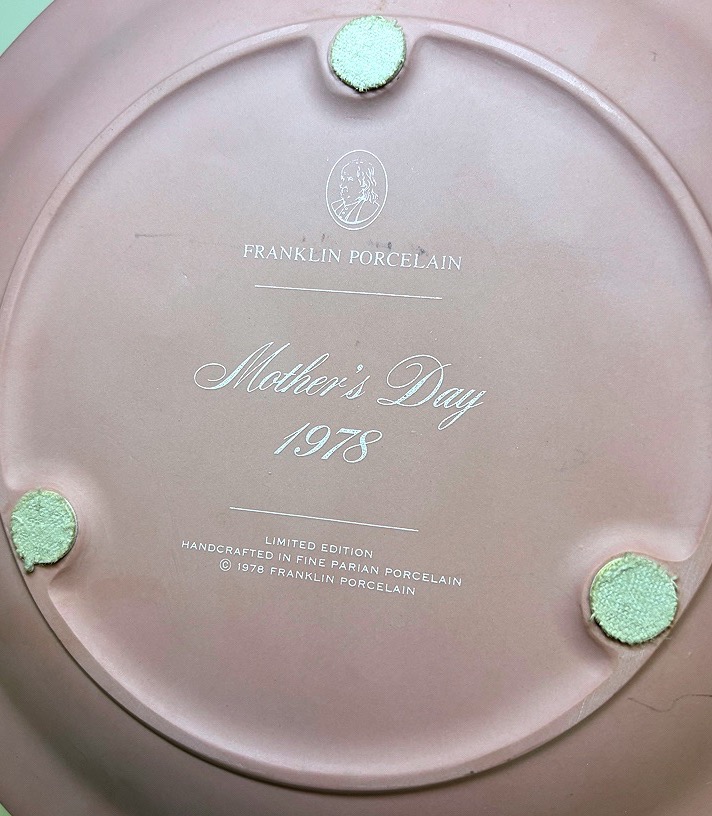 FRANKLIN PORCELAIN
Mother's Day
1978
LIMITED EDITION
HANDCRAFTED IN FINE PARIAN PORCELAIN
© 1978 FRANKLIN PORCELAIN